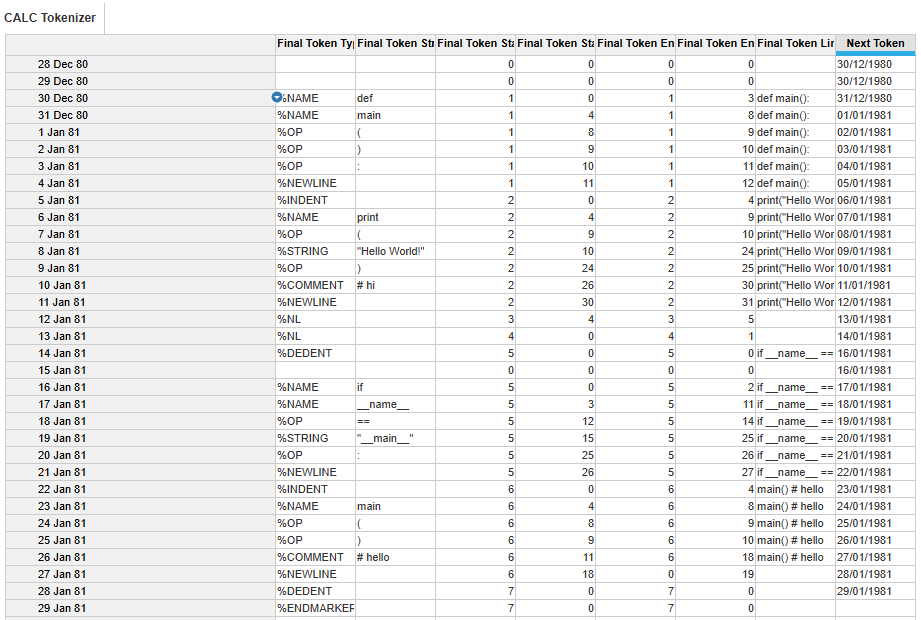 CALC Tokenizer
Final Token Typ Final Token Str Final Token Sta Final Token Sta Final Token En Final Token En Final Token Lin Next Token
28 Dec 80 0 0 0 0 30/12/1980
29 Dec 80 0 0 0 0 30/12/1980
30 Dec 80 %NAME def 1 0 1 3 def main(): 31/12/1980
31 Dec 80 %NAME main 1 4 1 8 def main(): 01/01/1981
1 Jan 81 %OP ( 1 8 1 9 def main(): 02/01/1981
2 Jan 81 %OP ) 1 9 1 10 def main(): 03/01/1981
3 Jan 81 %OP : 1 10 1 11 def main(): 04/01/1981
4 Jan 81 %NEWLINE 1 11 1 12 def main(): 05/01/1981
5 Jan 81 %INDENT 2 0 2 4 print("Hello Wor 06/01/1981
6 Jan 81 %NAME print 2 4 2 9 print("Hello Wor 07/01/1981
7 Jan 81 %OP ( 2 9 2 10 print("Hello Wor 08/01/1981
8 Jan 81 %STRING "Hello World!" 2 10 2 24 print("Hello Wor 09/01/1981
9 Jan 81 %OP ) 2 24 2 25 print("Hello Wor 10/01/1981
10 Jan 81 %COMMENT # hi 2 26 2 30 print("Hello Wor 11/01/1981
11 Jan 81 %NEWLINE 2 30 2 31 print("Hello Wor 12/01/1981
12 Jan 81 %NL 3 4 3 5 13/01/1981
13 Jan 81 %NL 4 0 4 1 14/01/1981
14 Jan 81 %DEDENT 5 0 5 0 if __name__ == 16/01/1981
15 Jan 81 0 0 0 0 16/01/1981
16 Jan 81 %NAME if 5 0 5 2 if __name__ == 17/01/1981
17 Jan 81 %NAME __name__ 5 3 5 11 if __name__ == 18/01/1981
18 Jan 81 %OP == 5 12 5 14 if __name__ == 19/01/1981
19 Jan 81 %STRING "__main__" 5 15 5 25 if __name__ == 20/01/1981
20 Jan 81 %OP : 5 25 5 26 if __name__ == 21/01/1981
21 Jan 81 %NEWLINE 5 26 5 27 if __name__ == 22/01/1981
22 Jan 81 %INDENT 6 0 6 4 main() # hello 23/01/1981
23 Jan 81 %NAME main 6 4 6 8 main() # hello 24/01/1981
24 Jan 81 %OP ( 6 8 6 9 main() # hello 25/01/1981
25 Jan 81 %OP ) 6 9 6 10 main() # hello 26/01/1981
26 Jan 81 %COMMENT # hello 6 11 6 18 main() # hello 27/01/1981
27 Jan 81 %NEWLINE 6 18 0 19 28/01/1981
28 Jan 81 %DEDENT 7 0 7 0 29/01/1981
29 Jan 81 %ENDMARKER 7 0 7 0